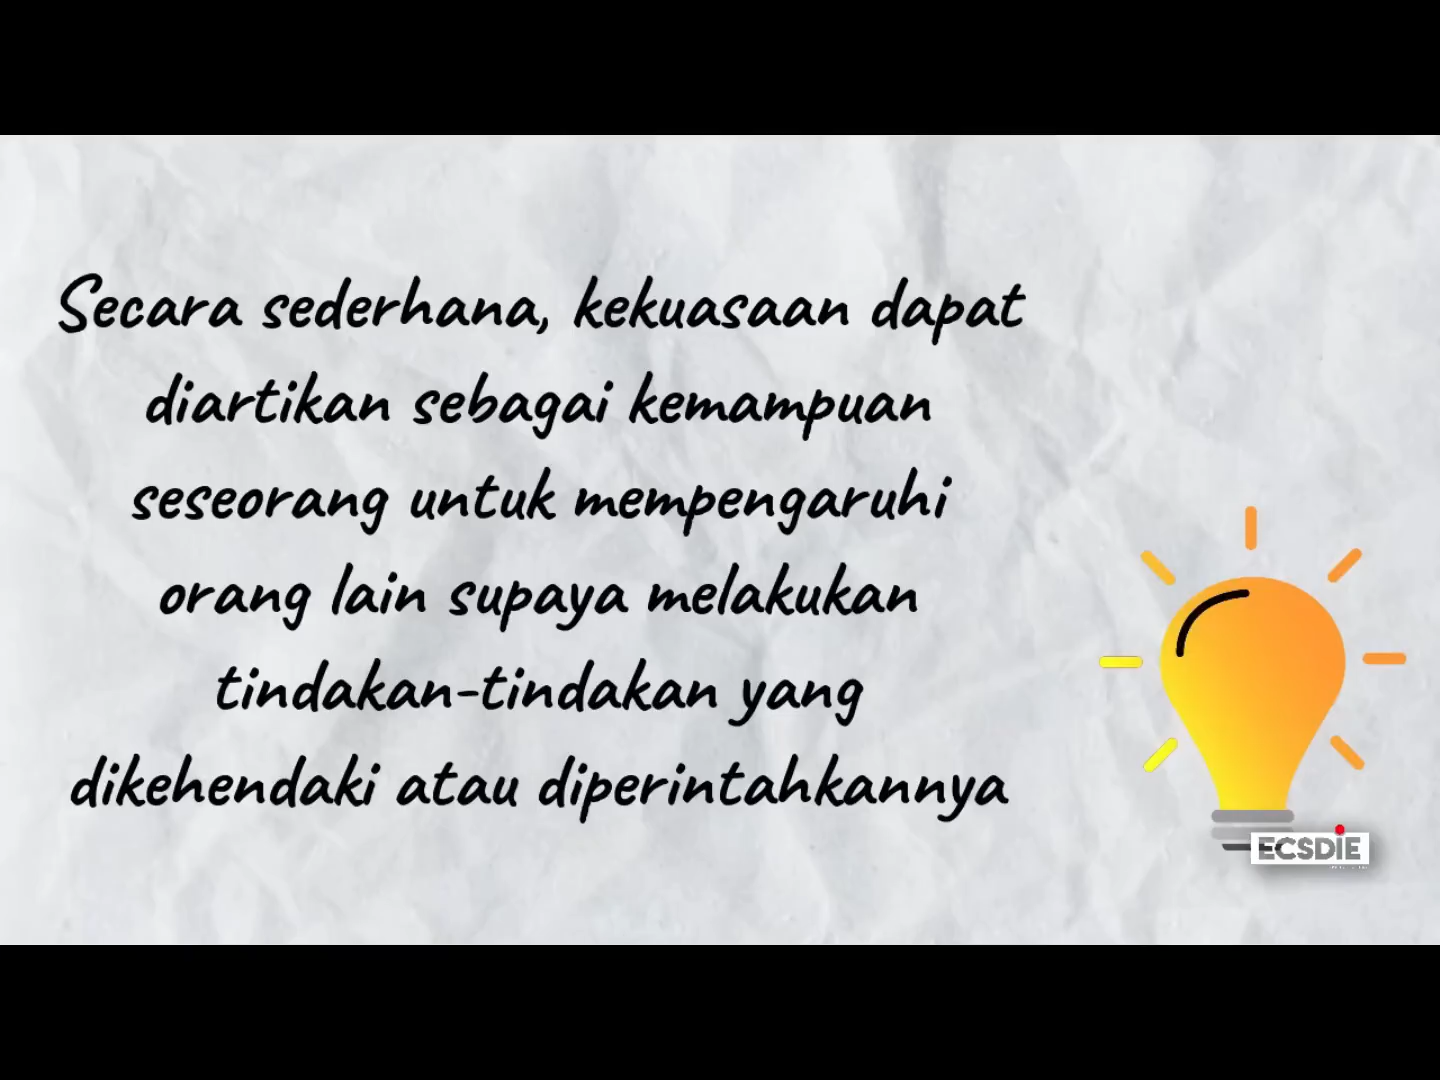 Secara sederhana, kekuasaan dapat
diartikan sebagai kemampuan
seseorang untuk mempengaruhi
orang lain supaya melakukan
tindakan-tindakan yang
dikehendaki atau diperintahkannya
ECSDiE